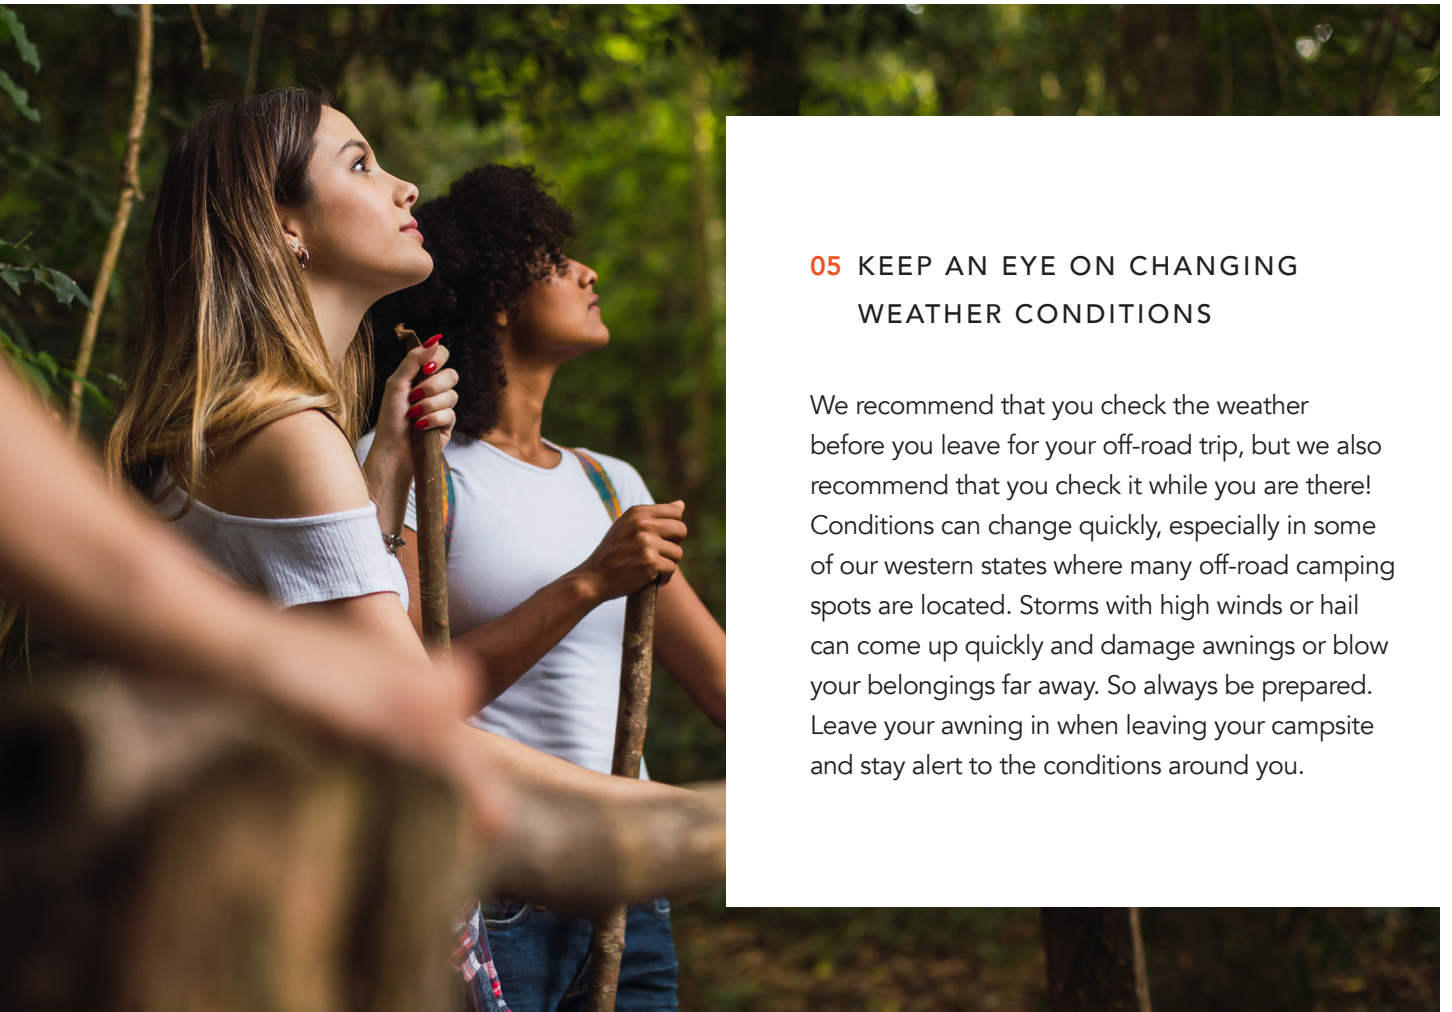 05 KEEP AN EYE ON CHANGING
WEATHER CONDITIONS
We recommend that you check the weather
before you leave for your off-road trip, but we also
recommend that you check it while you are there!
Conditions can change quickly, especially in some
of our western states where many off-road camping
spots are located. Storms with high winds or hail
can come up quickly and damage awnings or blow
your belongings far away. So always be prepared.
Leave your awning in when leaving your campsite
and stay alert to the conditions around you.